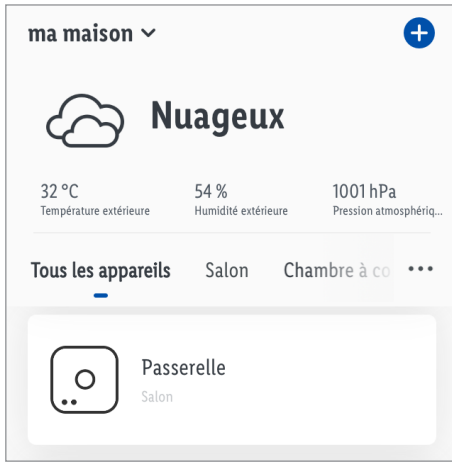 ma maison
Nuageux
32 °C 54 % 1001 hPa
Température extérieure Humidité extérieure Pression atmosphériq...
Tous les appareils Salon Chambre à co
Passerelle
Salon